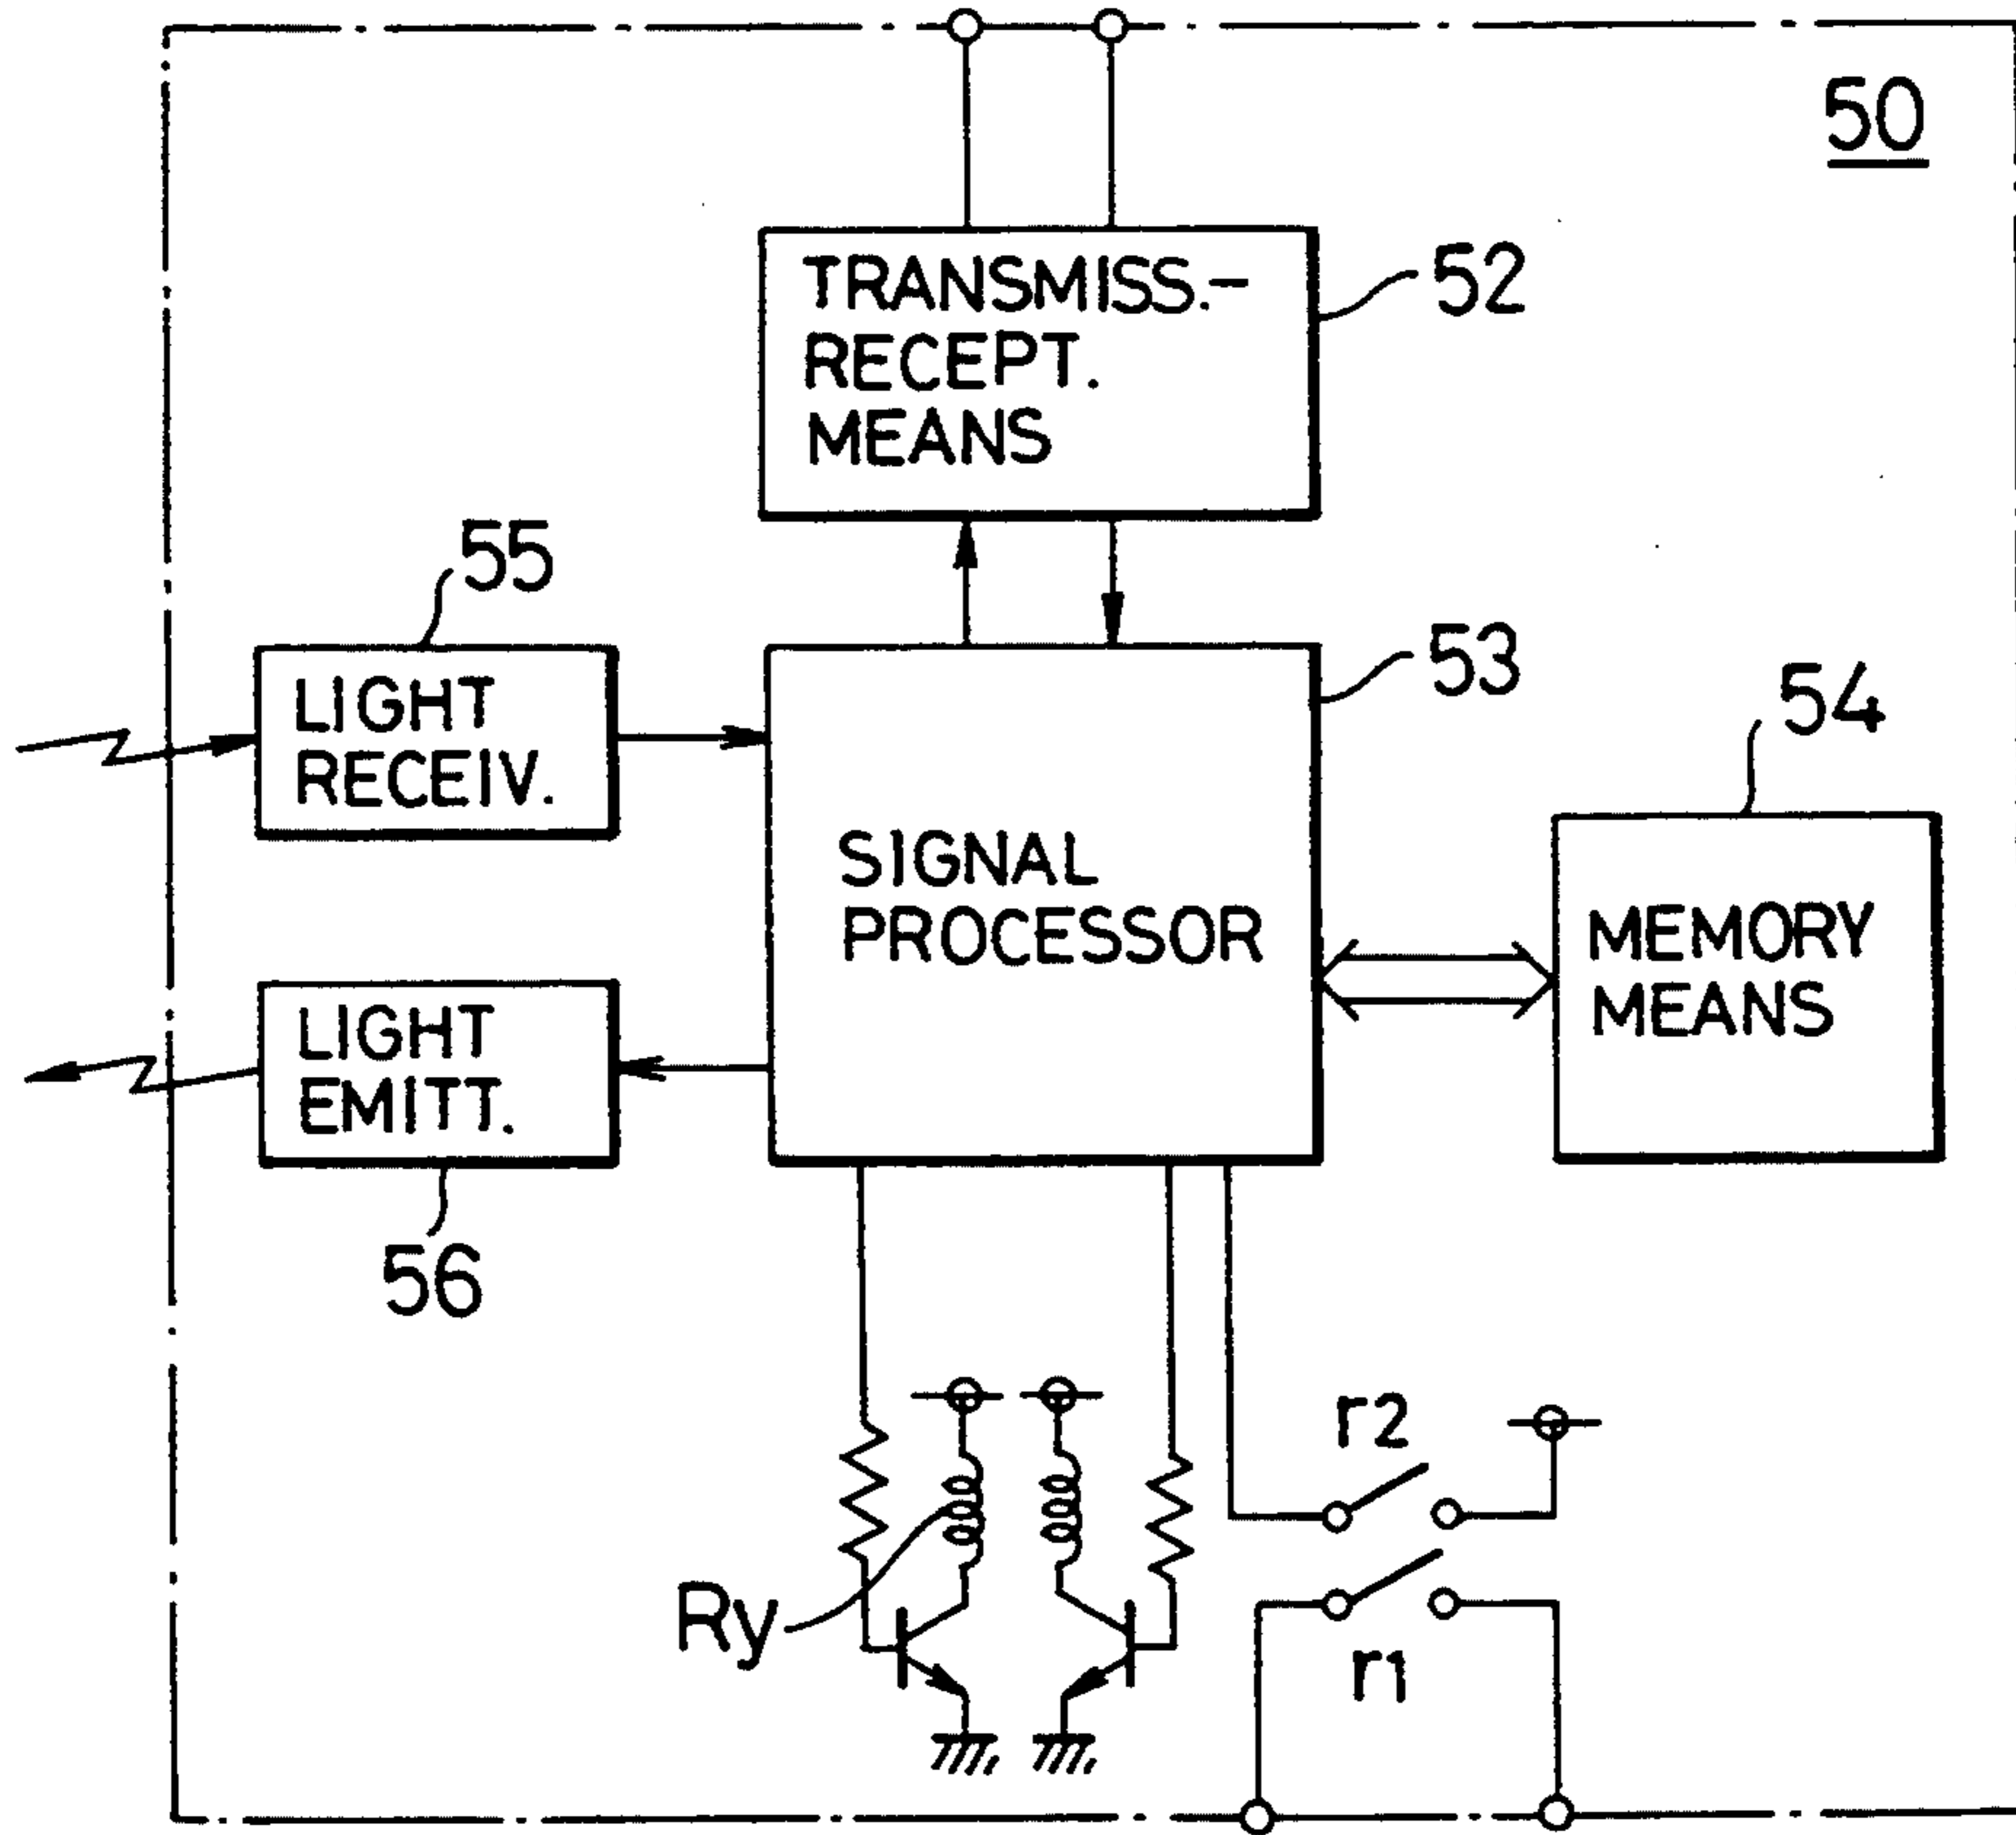 50
TRANSMISS.-
RECEPT.
MEANS
52
55
LIGHT
RECEIV.
53
54
SIGNAL
PROCESSOR
MEMORY
MEANS
LIGHT
EMITT.
56
r2
Ry
r1